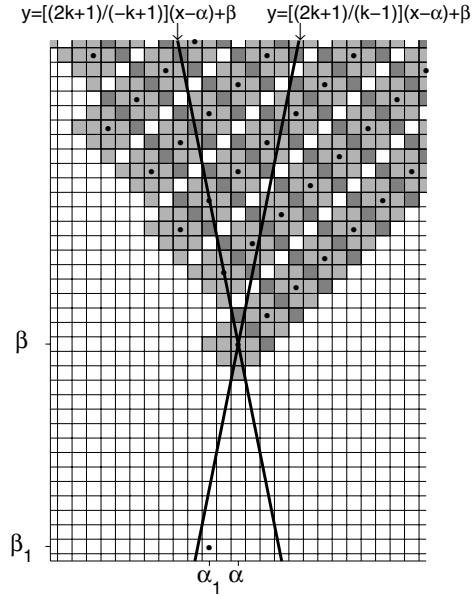 y=[(2k+1)/(-k+1)](x-α)+β y=[(2k+1)/(k-1)](x-α)+β
β
β1
α1 α